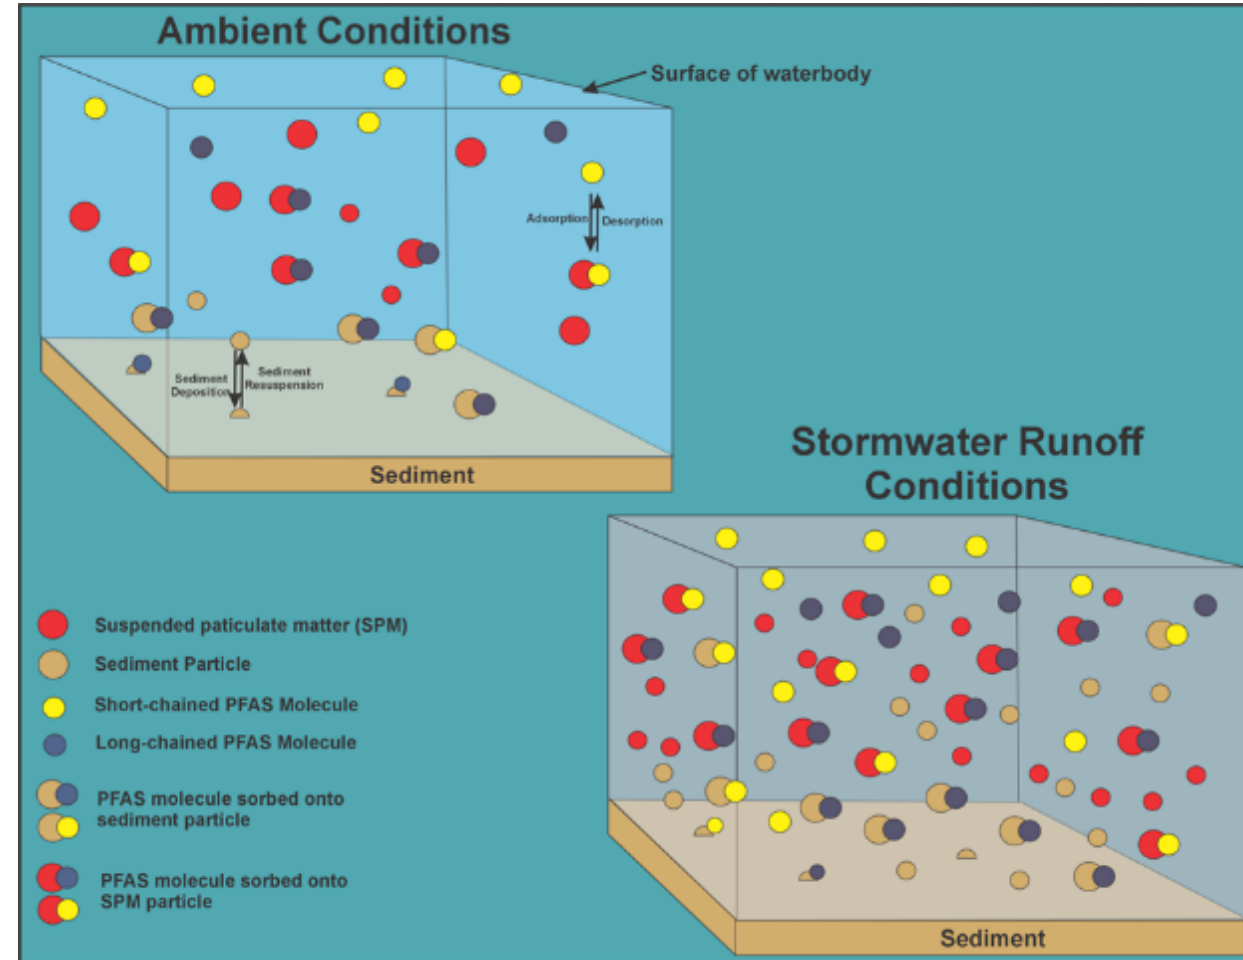 Ambient Conditions
Surface of waterbody
Adsorption
Desorption
Sediment
Deposition
Sediment
Resuspension
Sediment
Stormwater Runoff
Conditions
Suspended paticulate matter (SPM)
Sediment Particle
Short-chained PFAS Molecule
Long-chained PFAS Molecule
PFAS molecule sorbed onto
sediment particle
PFAS molecule sorbed onto
SPM particle
Sediment